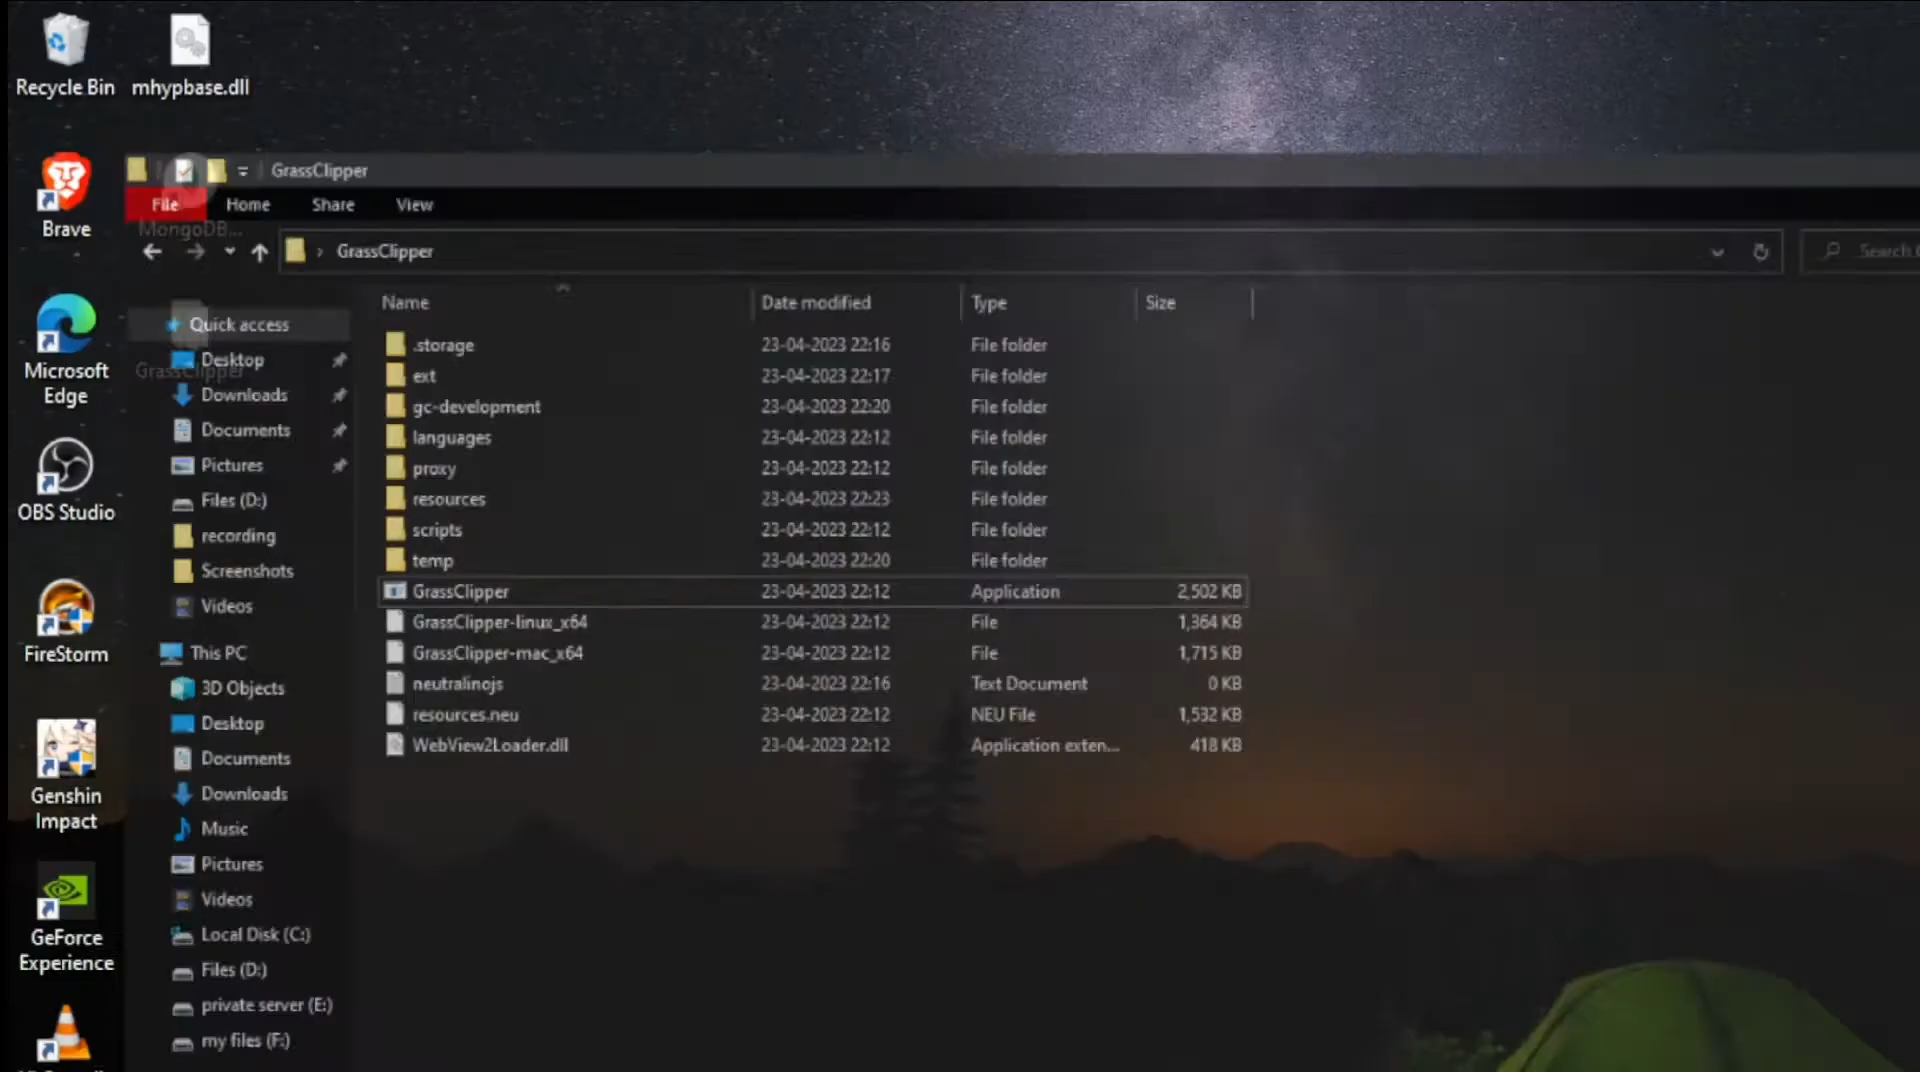 Recycle Bin
mhypbase.dll
Brave
Microsoft
Edge
OBS Studio
FireStorm
Genshin
Impact
GeForce
Experience
GrassClipper
File
Home
Share
View
MongoDB...
GrassClipper
Search
GrassClipper
Quick access
Desktop
Downloads
Documents
Pictures
Files (D:)
recording
Screenshots
Videos
This PC
3D Objects
Desktop
Documents
Downloads
Music
Pictures
Videos
Local Disk (C:)
Files (D:)
private server (E:)
my files (F:)
Name Date modified Type Size
.storage 23-04-2023 22:16 File folder
ext 23-04-2023 22:17 File folder
gc-development 23-04-2023 22:20 File folder
languages 23-04-2023 22:12 File folder
proxy 23-04-2023 22:12 File folder
resources 23-04-2023 22:23 File folder
scripts 23-04-2023 22:12 File folder
temp 23-04-2023 22:20 File folder
GrassClipper 23-04-2023 22:12 Application 2,502 KB
GrassClipper-linux_x64 23-04-2023 22:12 File 1,364 KB
GrassClipper-mac_x64 23-04-2023 22:12 File 1,715 KB
neutralinojs 23-04-2023 22:16 Text Document 0 KB
resources.neu 23-04-2023 22:12 NEU File 1,532 KB
WebView2Loader.dll 23-04-2023 22:12 Application exten... 418 KB